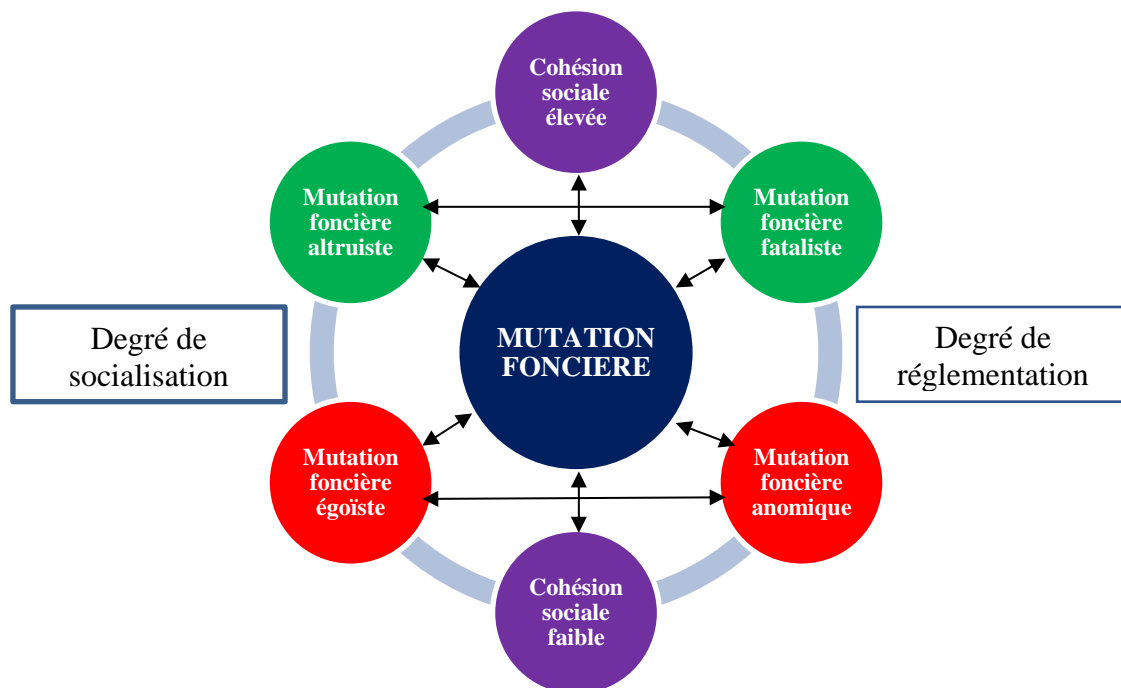 Cohésion
sociale
élevée
Mutation
foncière
altruiste
Mutation
foncière
fataliste
Degré de
socialisation
MUTATION
FONCIERE
Degré de
réglementation
Mutation
foncière
égoïste
Mutation
foncière
anomique
Cohésion
sociale
faible